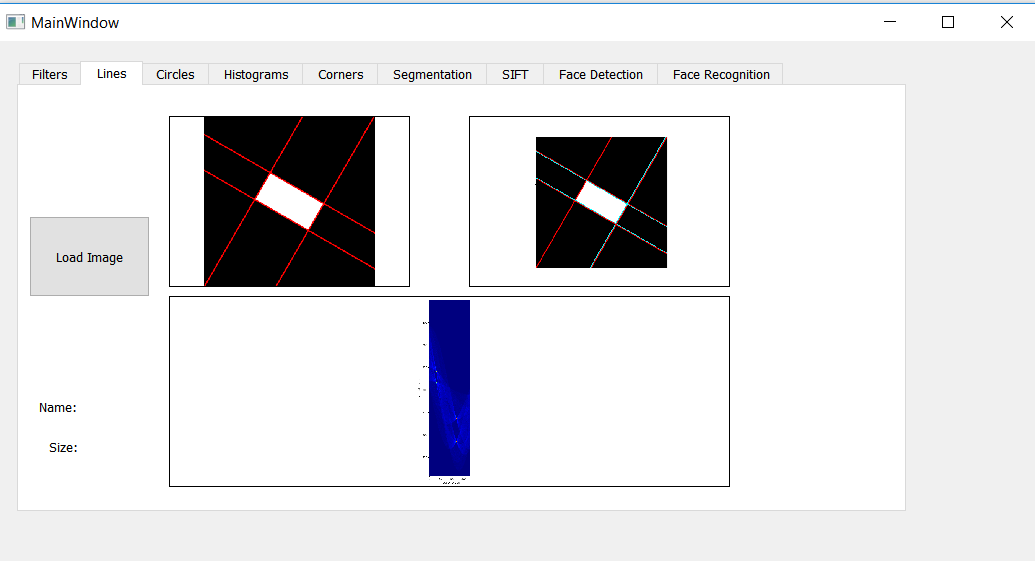 MainWindow
Filters
Lines
Circles
Histograms
Corners
Segmentation
SIFT
Face Detection
Face Recognition
Load Image
Name:
Size: